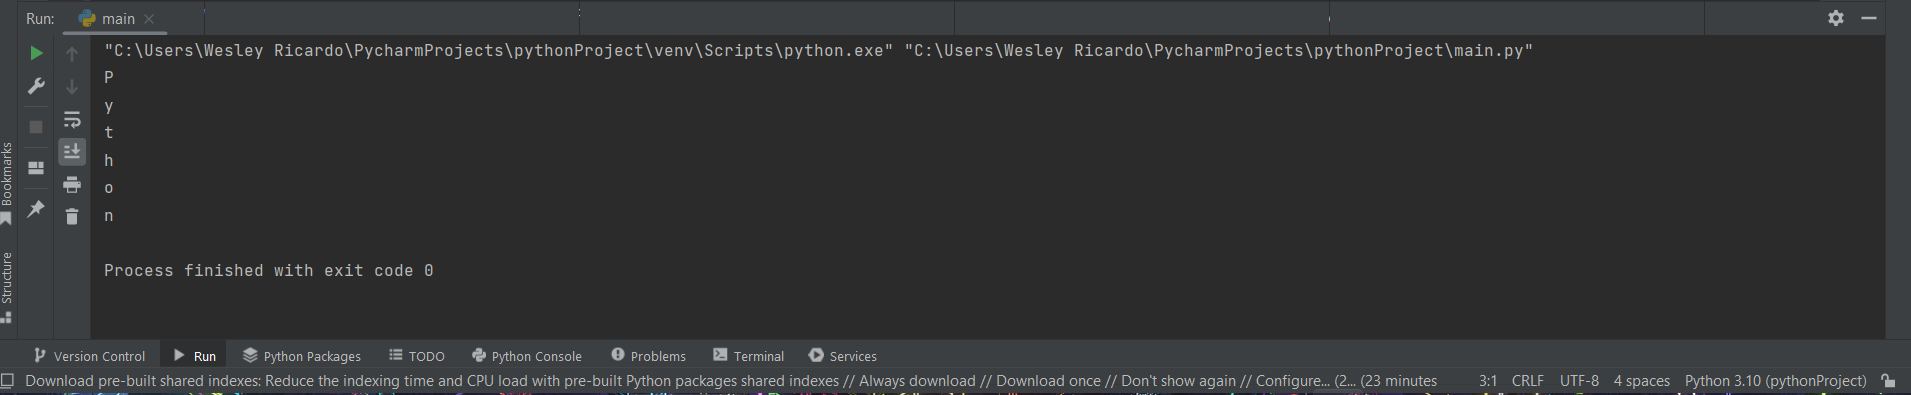 Run: main
"C:\Users\Wesley Ricardo\PycharmProjects\pythonProject\venv\Scripts\python.exe" "C:\Users\Wesley Ricardo\PycharmProjects\pythonProject\main.py"
P
y
t
h
o
n
Process finished with exit code 0
Bookmarks
Structure
Version Control Run Python Packages TODO Python Console Problems Terminal Services
Download pre-built shared indexes: Reduce the indexing time and CPU load with pre-built Python packages shared indexes // Always download // Download once // Don't show again // Configure... (2... (23 minutes 3:1 CRLF UTF-8 4 spaces Python 3.10 (pythonProject)